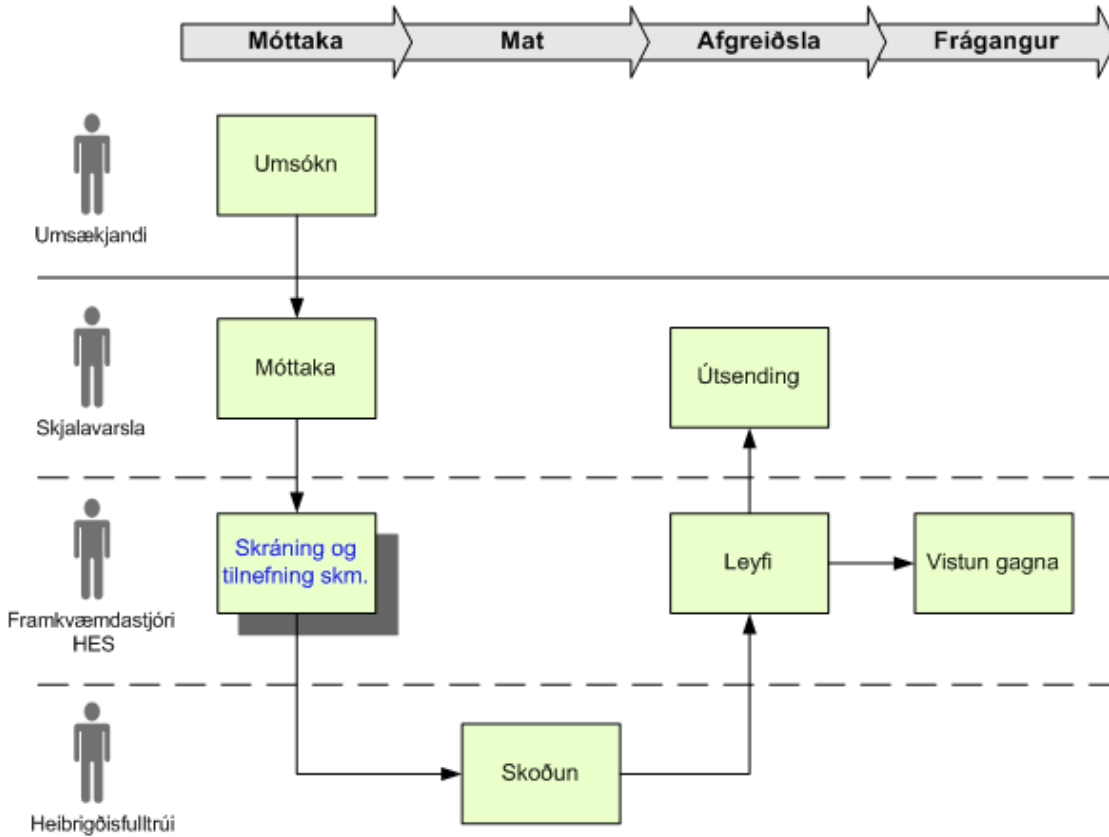 Móttaka
Mat
Afgreiðsla
Frágangur
Umsækjandi
Umsókn
Skjalavarsla
Móttaka
Útsending
Framkvæmdastjóri
HES
Skráning og
tilnefning skm.
Leyfi
Vistun gagna
Heibrigðisfulltrúi
Skoðun